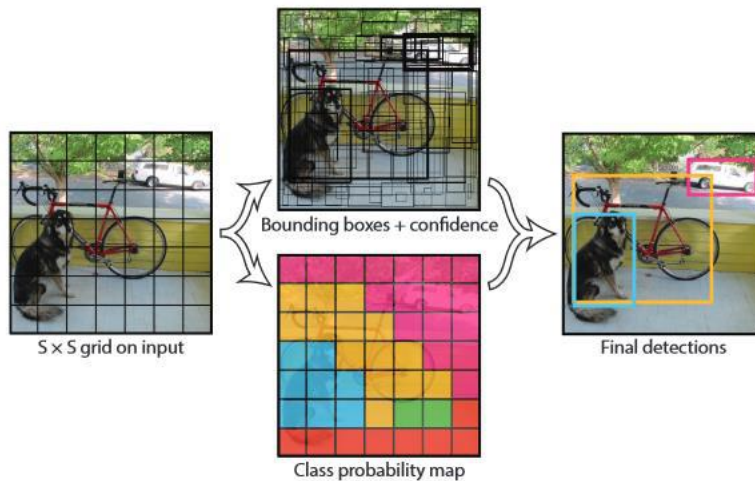 S × S grid on input
Bounding boxes + confidence
Class probability map
Final detections